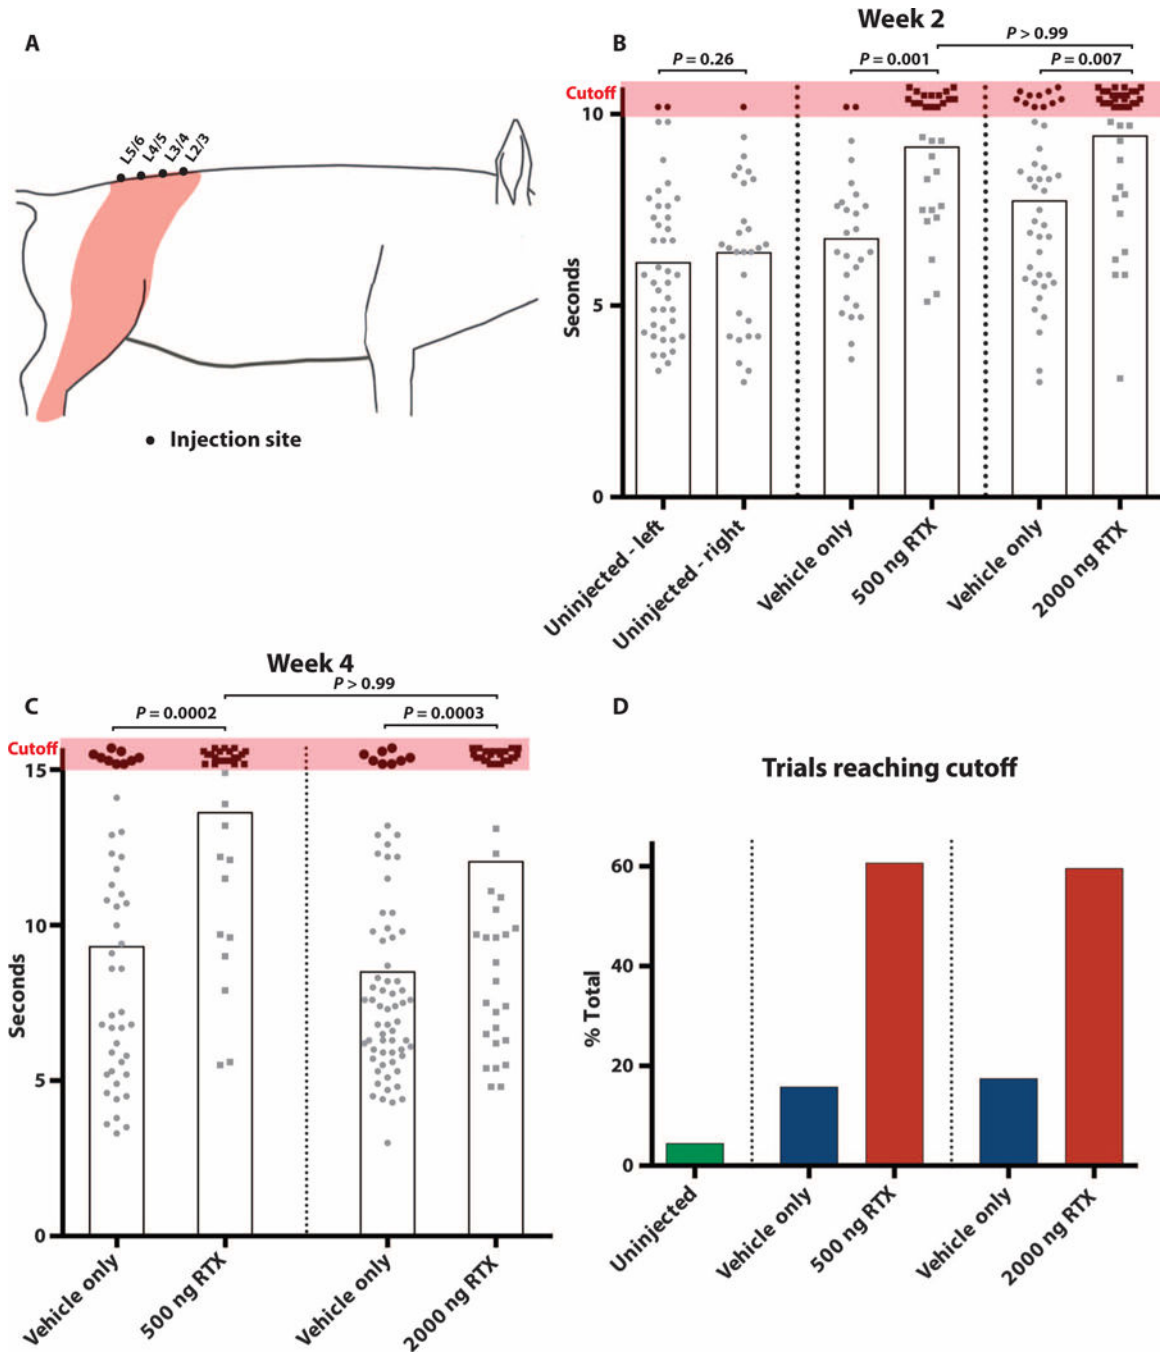 A
L5/6
L4/5
L3/4
L2/3
● Injection site
B
Week 2
P > 0.99
P = 0.26
P = 0.001
P = 0.007
Cutoff
10
5
0
Seconds
Uninjected - left
Uninjected - right
Vehicle only
500 ng RTX
Vehicle only
2000 ng RTX
C
Week 4
P > 0.99
P = 0.0002
P = 0.0003
Cutoff
15
10
5
0
Seconds
Vehicle only
500 ng RTX
Vehicle only
2000 ng RTX
D
Trials reaching cutoff
60
40
20
0
% Total
Uninjected
Vehicle only
500 ng RTX
Vehicle only
2000 ng RTX